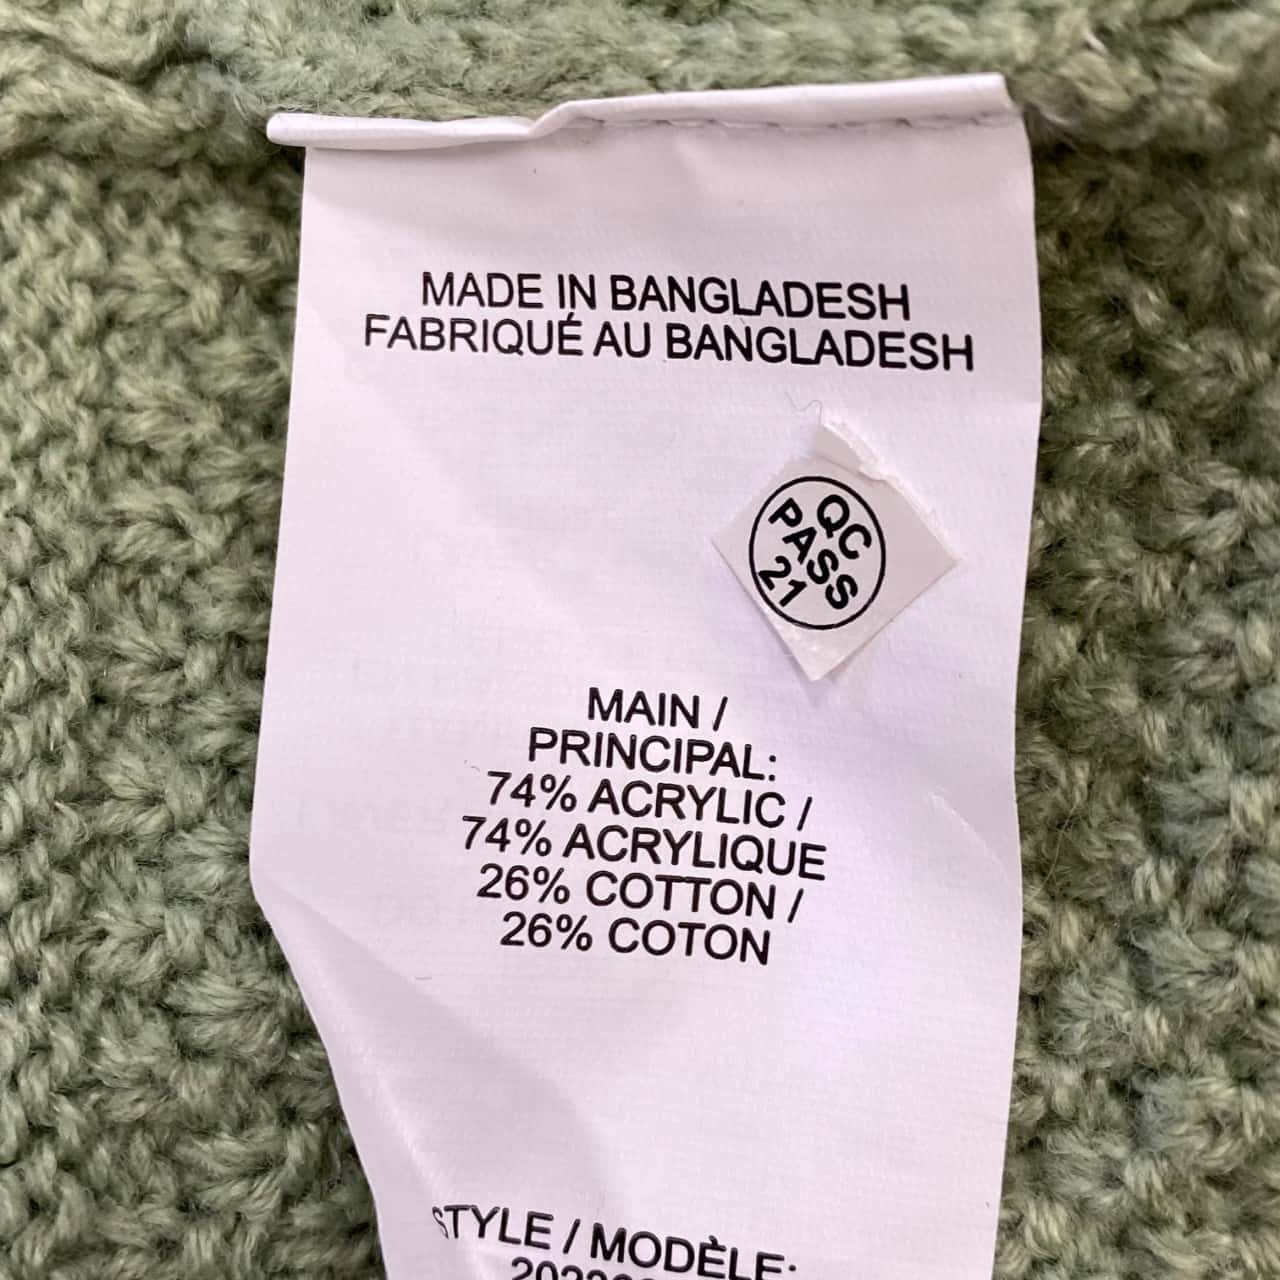 MADE IN BANGLADESH
FABRIQUÉ AU BANGLADESH
QC
PASS
21
MAIN /
PRINCIPAL:
74% ACRYLIC /
74% ACRYLIQUE
26% COTTON /
26% COTON
STYLE / MODÈLE: